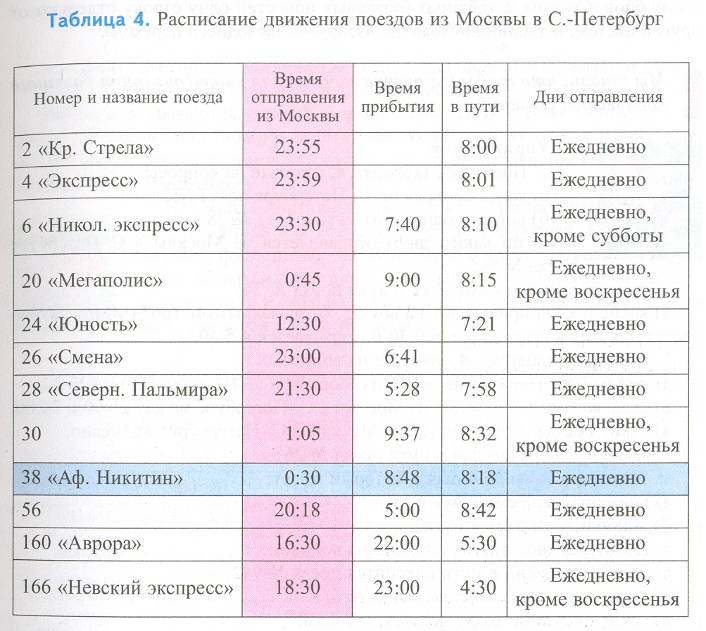 Таблица 4. Расписание движения поездов из Москвы в С.-Петербург
Номер и название поезда Время отправления из Москвы Время прибытия Время в пути Дни отправления
2 «Кр. Стрела» 23:55 8:00 Ежедневно
4 «Экспресс» 23:59 8:01 Ежедневно
6 «Никол. экспресс» 23:30 7:40 8:10 Ежедневно, кроме субботы
20 «Мегаполис» 0:45 9:00 8:15 Ежедневно, кроме воскресенья
24 «Юность» 12:30 7:21 Ежедневно
26 «Смена» 23:00 6:41 Ежедневно
28 «Северн. Пальмира» 21:30 5:28 7:58 Ежедневно
30 1:05 9:37 8:32 Ежедневно, кроме воскресенья
38 «Аф. Никитин» 0:30 8:48 8:18 Ежедневно
56 20:18 5:00 8:42 Ежедневно
160 «Аврора» 16:30 22:00 5:30 Ежедневно
166 «Невский экспресс» 18:30 23:00 4:30 Ежедневно, кроме воскресенья